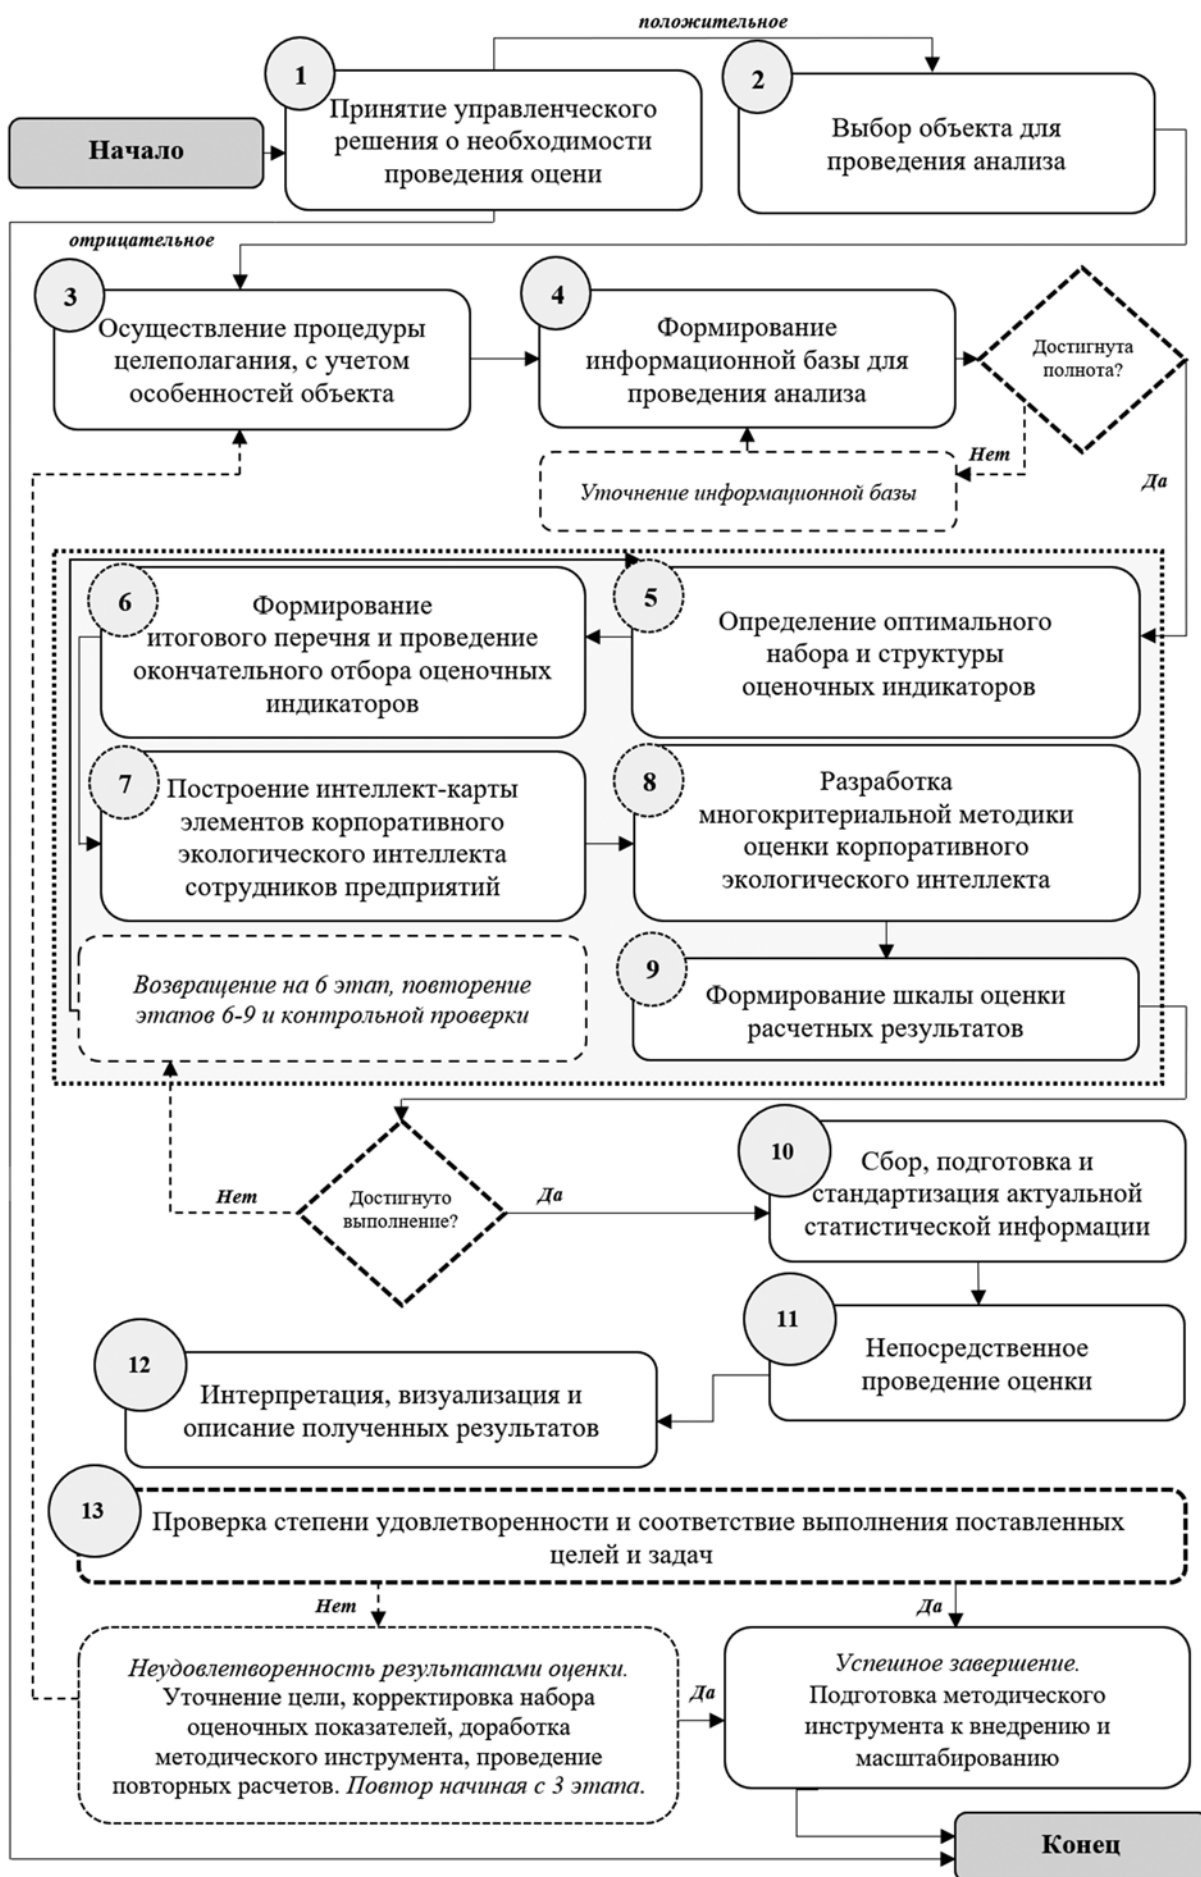 положительное
1
Принятие управленческого
решения о необходимости
проведения оцени
2
Выбор объекта для
проведения анализа
Начало
отрицательное
3
Осуществление процедуры
целеполагания, с учетом
особенностей объекта
4
Формирование
информационной базы для
проведения анализа
Достигнута
полнота?
Нет
Да
Уточнение информационной базы
6
Формирование
итогового перечня и проведение
окончательного отбора оценочных
индикаторов
5
Определение оптимального
набора и структуры
оценочных индикаторов
7
Построение интеллект-карты
элементов корпоративного
экологического интеллекта
сотрудников предприятий
8
Разработка
многокритериальной методики
оценки корпоративного
экологического интеллекта
Возвращение на 6 этап, повторение
этапов 6-9 и контрольной проверки
9
Формирование шкалы оценки
расчетных результатов
Нет
Достигнуто
выполнение?
Да
10
Сбор, подготовка и
стандартизация актуальной
статистической информации
11
Непосредственное
проведение оценки
12
Интерпретация, визуализация и
описание полученных результатов
13
Проверка степени удовлетворенности и соответствие выполнения поставленных
целей и задач
Нет
Да
Неудовлетворенность результатами оценки.
Уточнение цели, корректировка набора
оценочных показателей, доработка
методического инструмента, проведение
повторных расчетов. Повтор начиная с 3 этапа.
Да
Успешное завершение.
Подготовка методического
инструмента к внедрению и
масштабированию
Конец